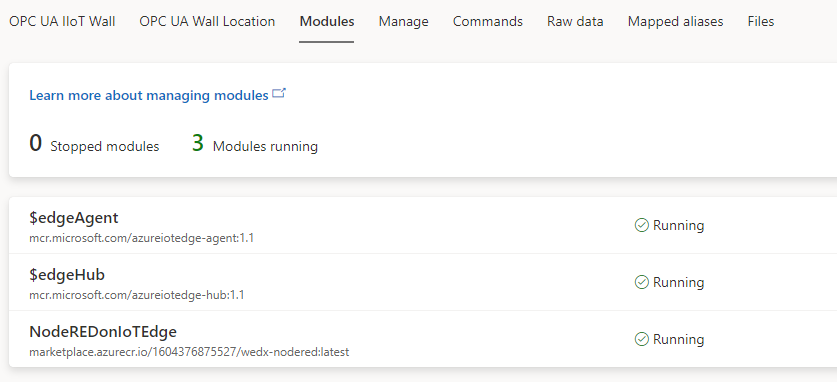 OPC UA IIoT Wall OPC UA Wall Location Modules Manage Commands Raw data Mapped aliases Files
Learn more about managing modules
0 Stopped modules 3 Modules running
$edgeAgent
mcr.microsoft.com/azureiotedge-agent:1.1
Running
$edgeHub
mcr.microsoft.com/azureiotedge-hub:1.1
Running
NodeREDonIoTEdge
marketplace.azurecr.io/1604376875527/wedx-nodered:latest
Running